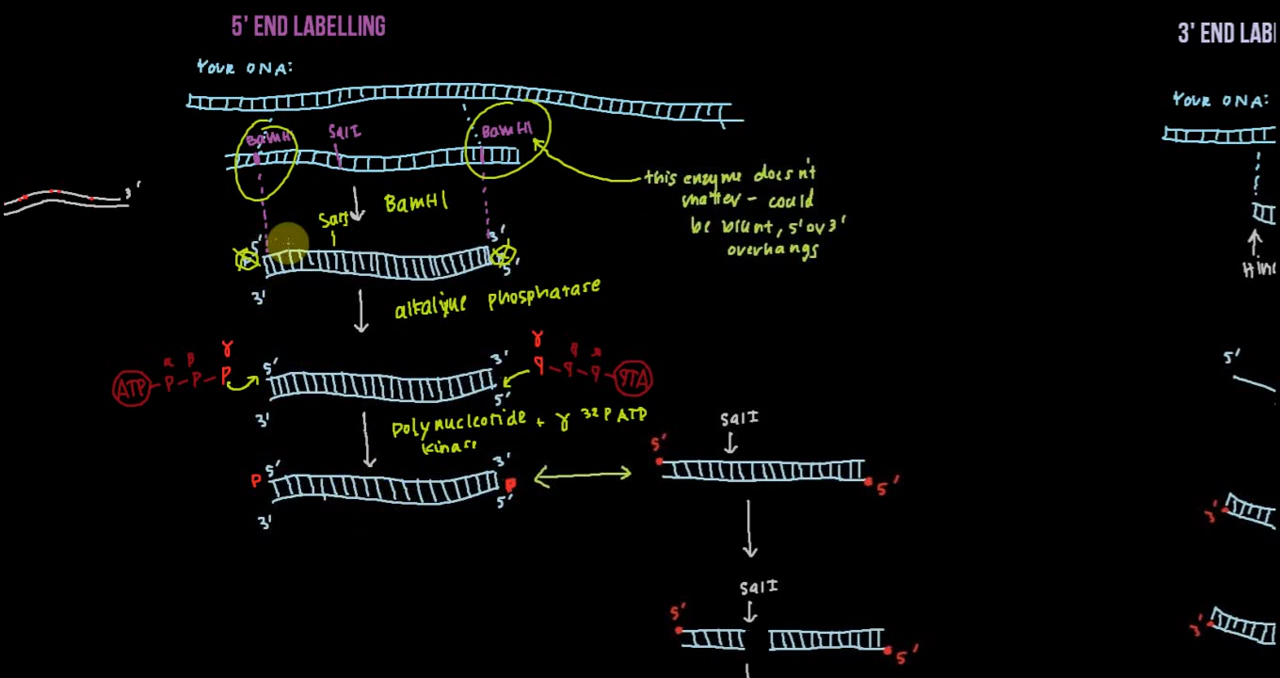 5' END LABELLING
3' END LABE
YOUR DNA:
YOUR DNA:
BamHI
SalI
BamHI
3'
this enzyme doesn't
matter - could
be blunt, 5' or 3'
overhangs
BamHI
SalI
5'
3'
5'
3'
Hind
alkaline phosphatase
γ
γ
α
β
β
α
ATP
P
P
P
5'
3'
P
P
P
ATP
5'
3'
5'
polynucleotide + γ 32P ATP
kinase
SalI
5'
P
5'
3'
P
5'
3'
5'
3'
SalI
5'
5'
3'